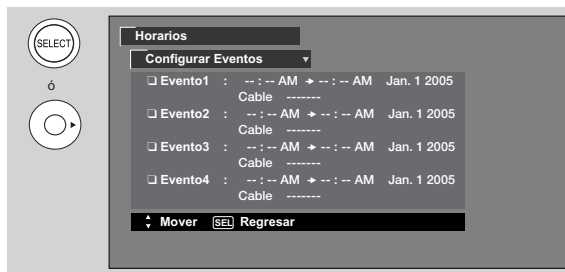 SELECT
ó
Horarios
Configurar Eventos
Evento1 : -- : -- AM ➔ -- : -- AM Jan. 1 2005
Cable -------
Evento2 : -- : -- AM ➔ -- : -- AM Jan. 1 2005
Cable -------
Evento3 : -- : -- AM ➔ -- : -- AM Jan. 1 2005
Cable -------
Evento4 : -- : -- AM ➔ -- : -- AM Jan. 1 2005
Cable -------
Mover SEL Regresar